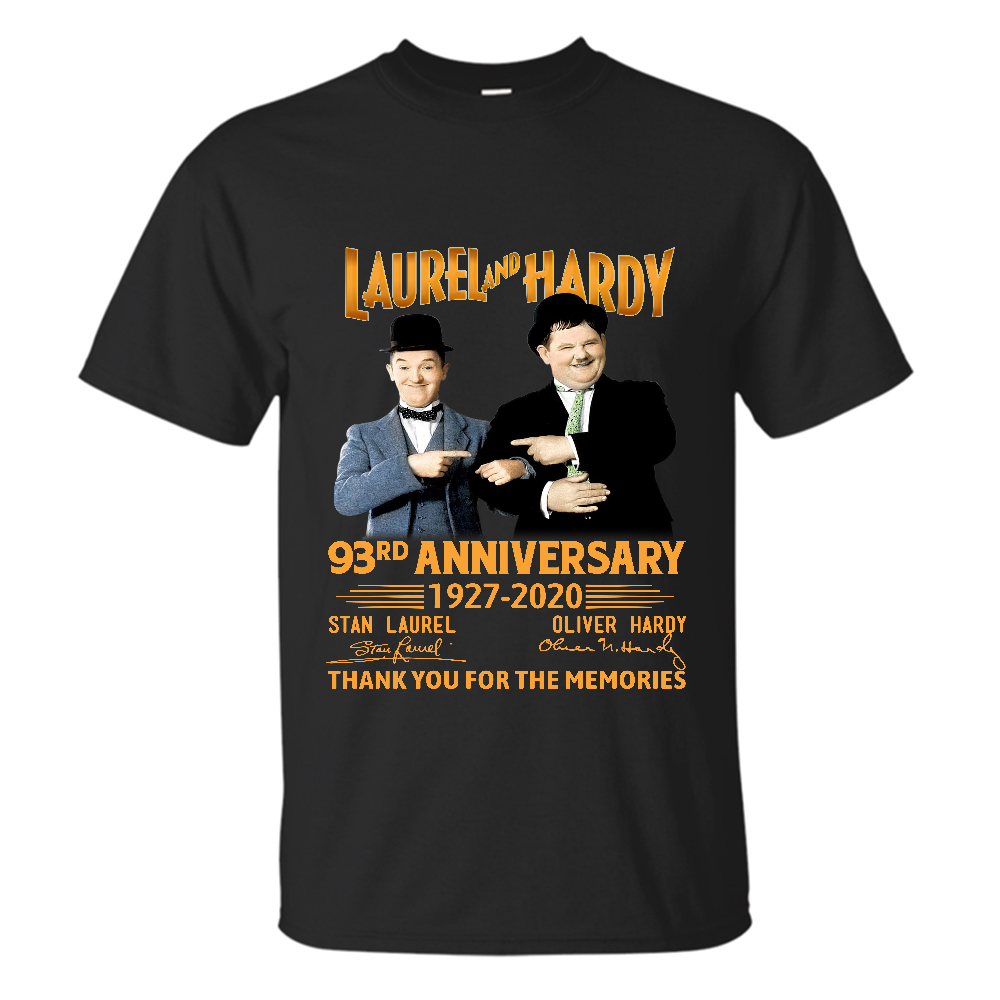 LAUREL AND HARDY
93RD ANNIVERSARY
1927-2020
STAN LAUREL OLIVER HARDY
Stan Laurel Oliver N. Hardy
THANK YOU FOR THE MEMORIES